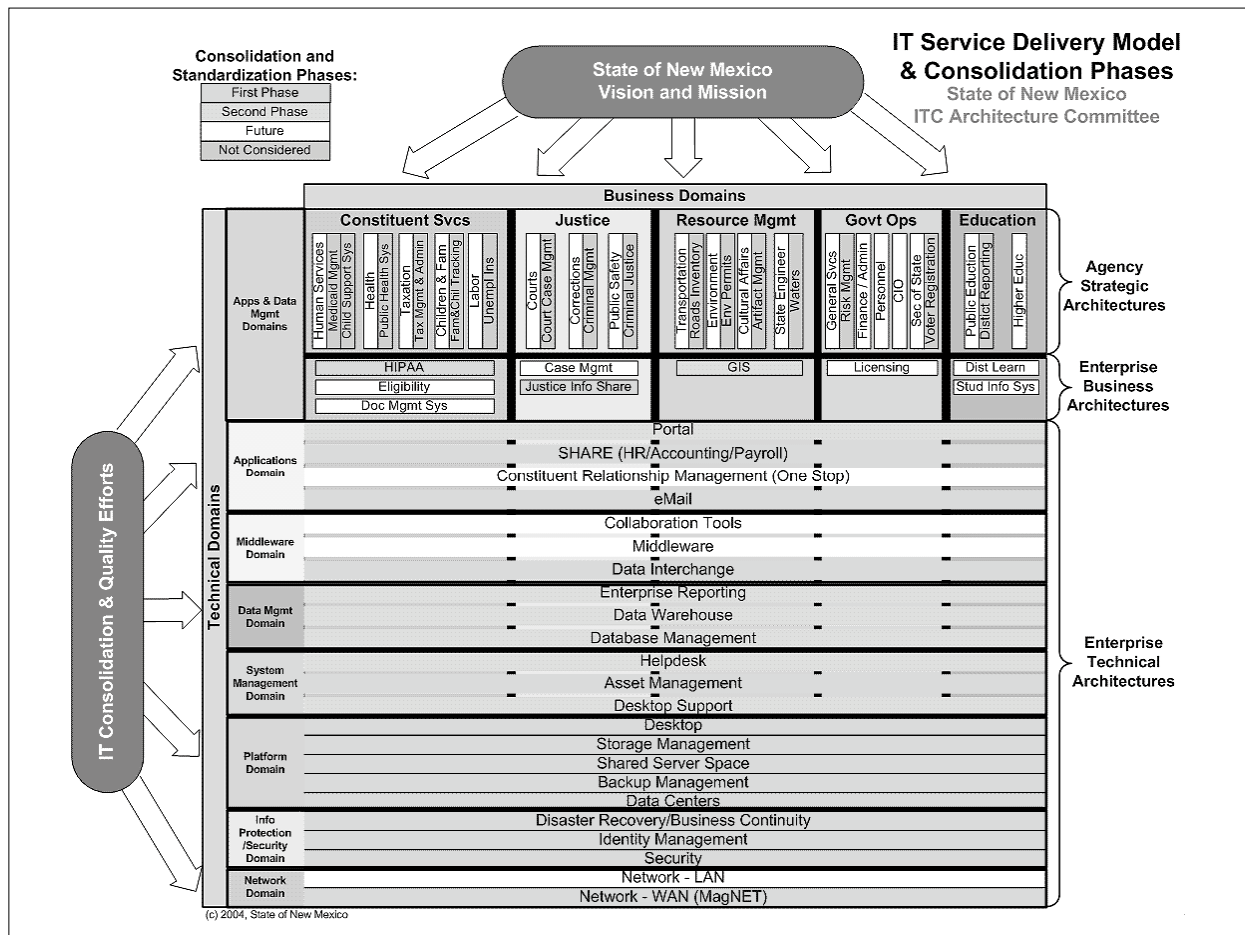 Consolidation and
Standardization Phases:
First Phase
Second Phase
Future
Not Considered
State of New Mexico
Vision and Mission
IT Service Delivery Model
& Consolidation Phases
State of New Mexico
ITC Architecture Committee
Business Domains
Constituent Svcs
Justice
Resource Mgmt
Govt Ops
Education
Apps & Data
Mgmt
Domains
Human Services
Medicaid Mgmt
Child Support Sys
Health
Public Health Sys
Taxation
Tax Mgmt & Admin
Children & Fam
Fam&Chil Tracking
Labor
Unempl Ins
Courts
Court Case Mgmt
Corrections
Criminal Mgmt
Public Safety
Criminal Justice
Transportation
Roads Inventory
Environment
Env Permits
Cultural Affairs
Artifact Mgmt
State Engineer
Waters
General Svcs
Risk Mgmt
Finance / Admin
Personnel
CIO
Sec of State
Voter Registration
Public Eduction
District Reporting
Higher Educ
Agency
Strategic
Architectures
HIPAA
Eligibility
Doc Mgmt Sys
Case Mgmt
Justice Info Share
GIS
Licensing
Dist Learn
Stud Info Sys
Enterprise
Business
Architectures
IT Consolidation & Quality Efforts
Technical Domains
Applications
Domain
Portal
SHARE (HR/Accounting/Payroll)
Constituent Relationship Management (One Stop)
eMail
Middleware
Domain
Collaboration Tools
Middleware
Data Interchange
Data Mgmt
Domain
Enterprise Reporting
Data Warehouse
Database Management
System
Management
Domain
Helpdesk
Asset Management
Desktop Support
Enterprise
Technical
Architectures
Platform
Domain
Desktop
Storage Management
Shared Server Space
Backup Management
Data Centers
Info
Protection
/Security
Domain
Disaster Recovery/Business Continuity
Identity Management
Security
Network
Domain
Network - LAN
Network - WAN (MagNET)
(c) 2004, State of New Mexico